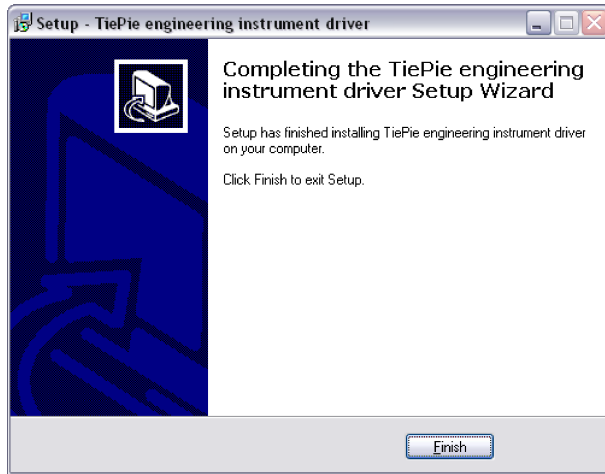 Setup - TiePie engineering instrument driver
Completing the TiePie engineering
instrument driver Setup Wizard
Setup has finished installing TiePie engineering instrument driver
on your computer.
Click Finish to exit Setup.
Finish